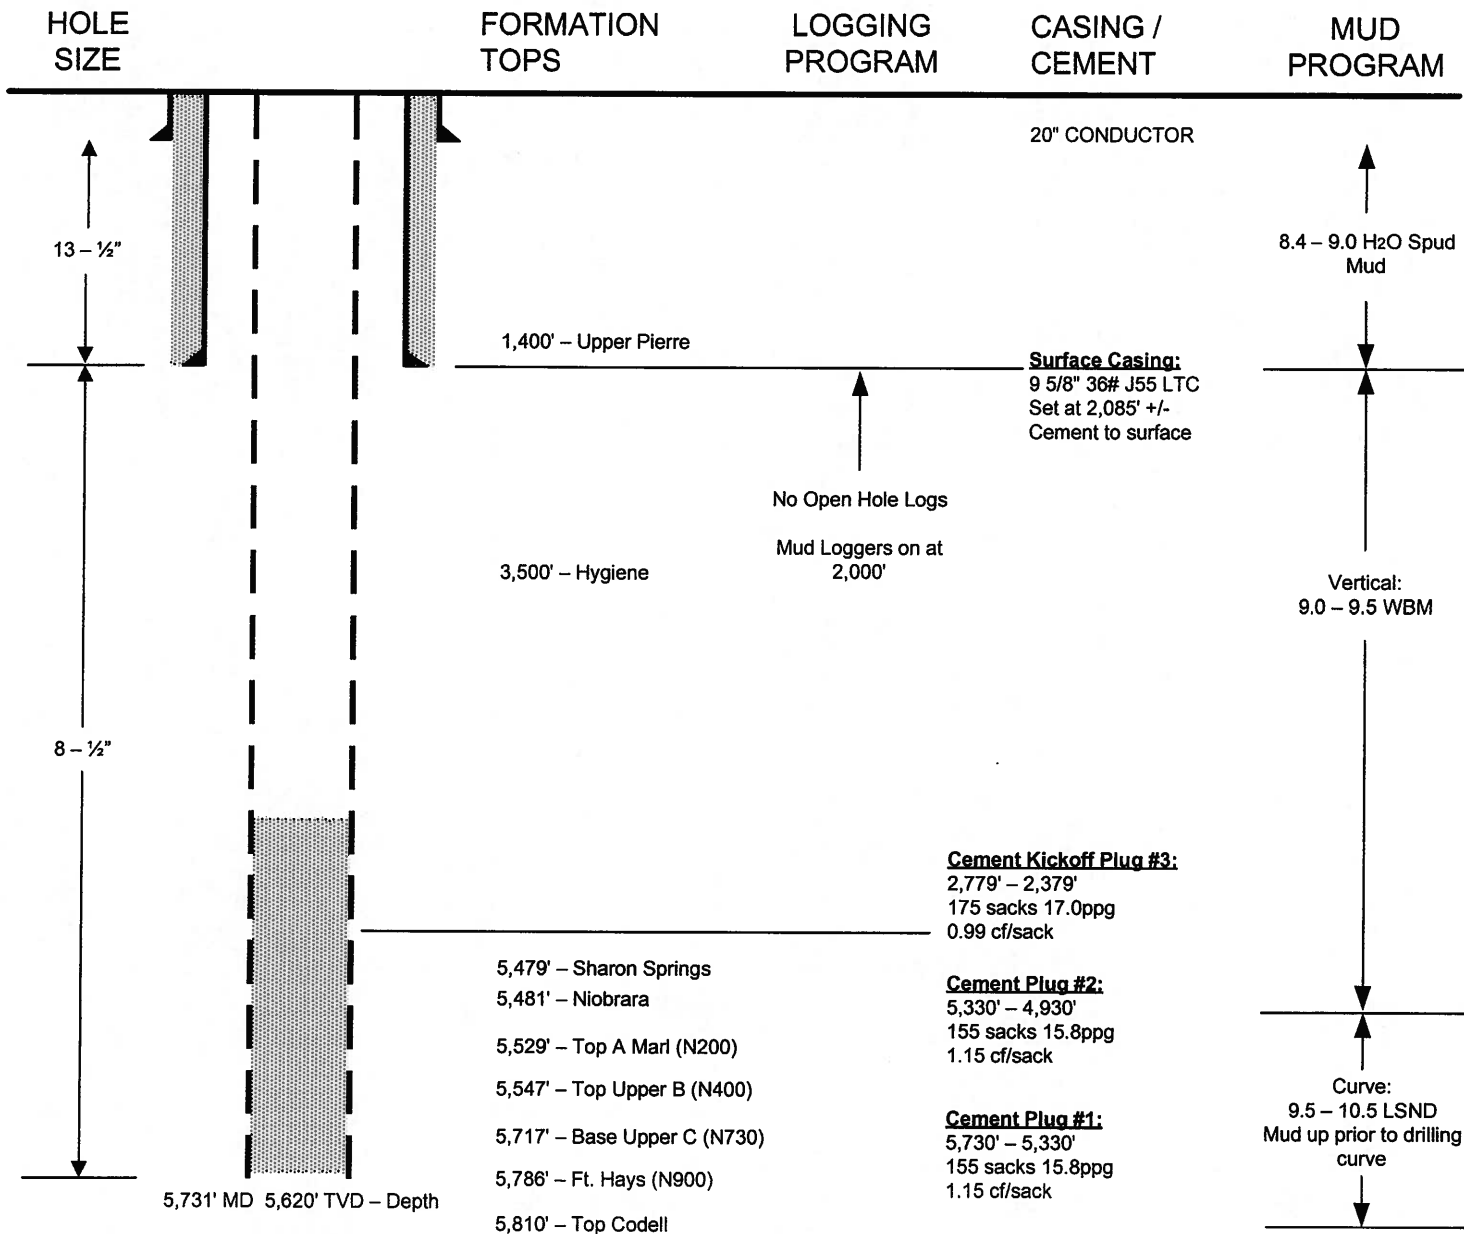 HOLE
SIZE
FORMATION
TOPS
LOGGING
PROGRAM
CASING /
CEMENT
MUD
PROGRAM
20" CONDUCTOR
13 – ½"
8.4 – 9.0 H2O Spud
Mud
1,400' – Upper Pierre
Surface Casing:
9 5/8" 36# J55 LTC
Set at 2,085' +/-
Cement to surface
No Open Hole Logs
Mud Loggers on at
2,000'
3,500' – Hygiene
Vertical:
9.0 – 9.5 WBM
8 – ½"
Cement Kickoff Plug #3:
2,779' – 2,379'
175 sacks 17.0ppg
0.99 cf/sack
5,479' – Sharon Springs
5,481' – Niobrara
5,529' – Top A Marl (N200)
5,547' – Top Upper B (N400)
5,717' – Base Upper C (N730)
5,786' – Ft. Hays (N900)
5,810' – Top Codell
Cement Plug #2:
5,330' – 4,930'
155 sacks 15.8ppg
1.15 cf/sack
Cement Plug #1:
5,730' – 5,330'
155 sacks 15.8ppg
1.15 cf/sack
Curve:
9.5 – 10.5 LSND
Mud up prior to drilling
curve
5,731' MD 5,620' TVD – Depth